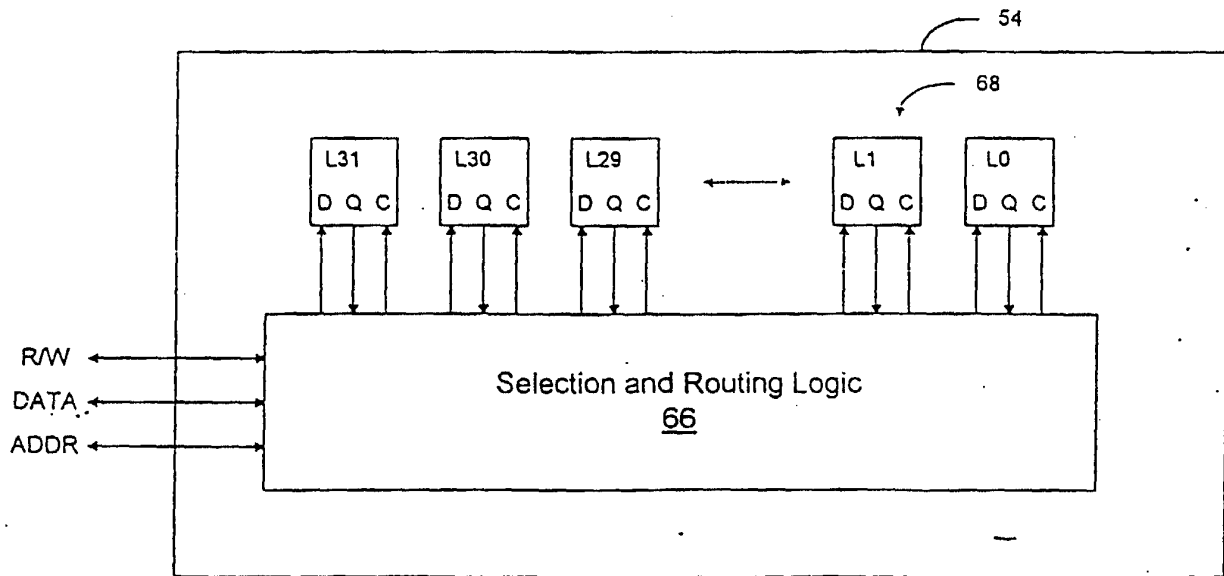 54
68
L31 L30 L29 L1 L0
D Q C D Q C D Q C D Q C D Q C
R/W
DATA
ADDR
Selection and Routing Logic
66